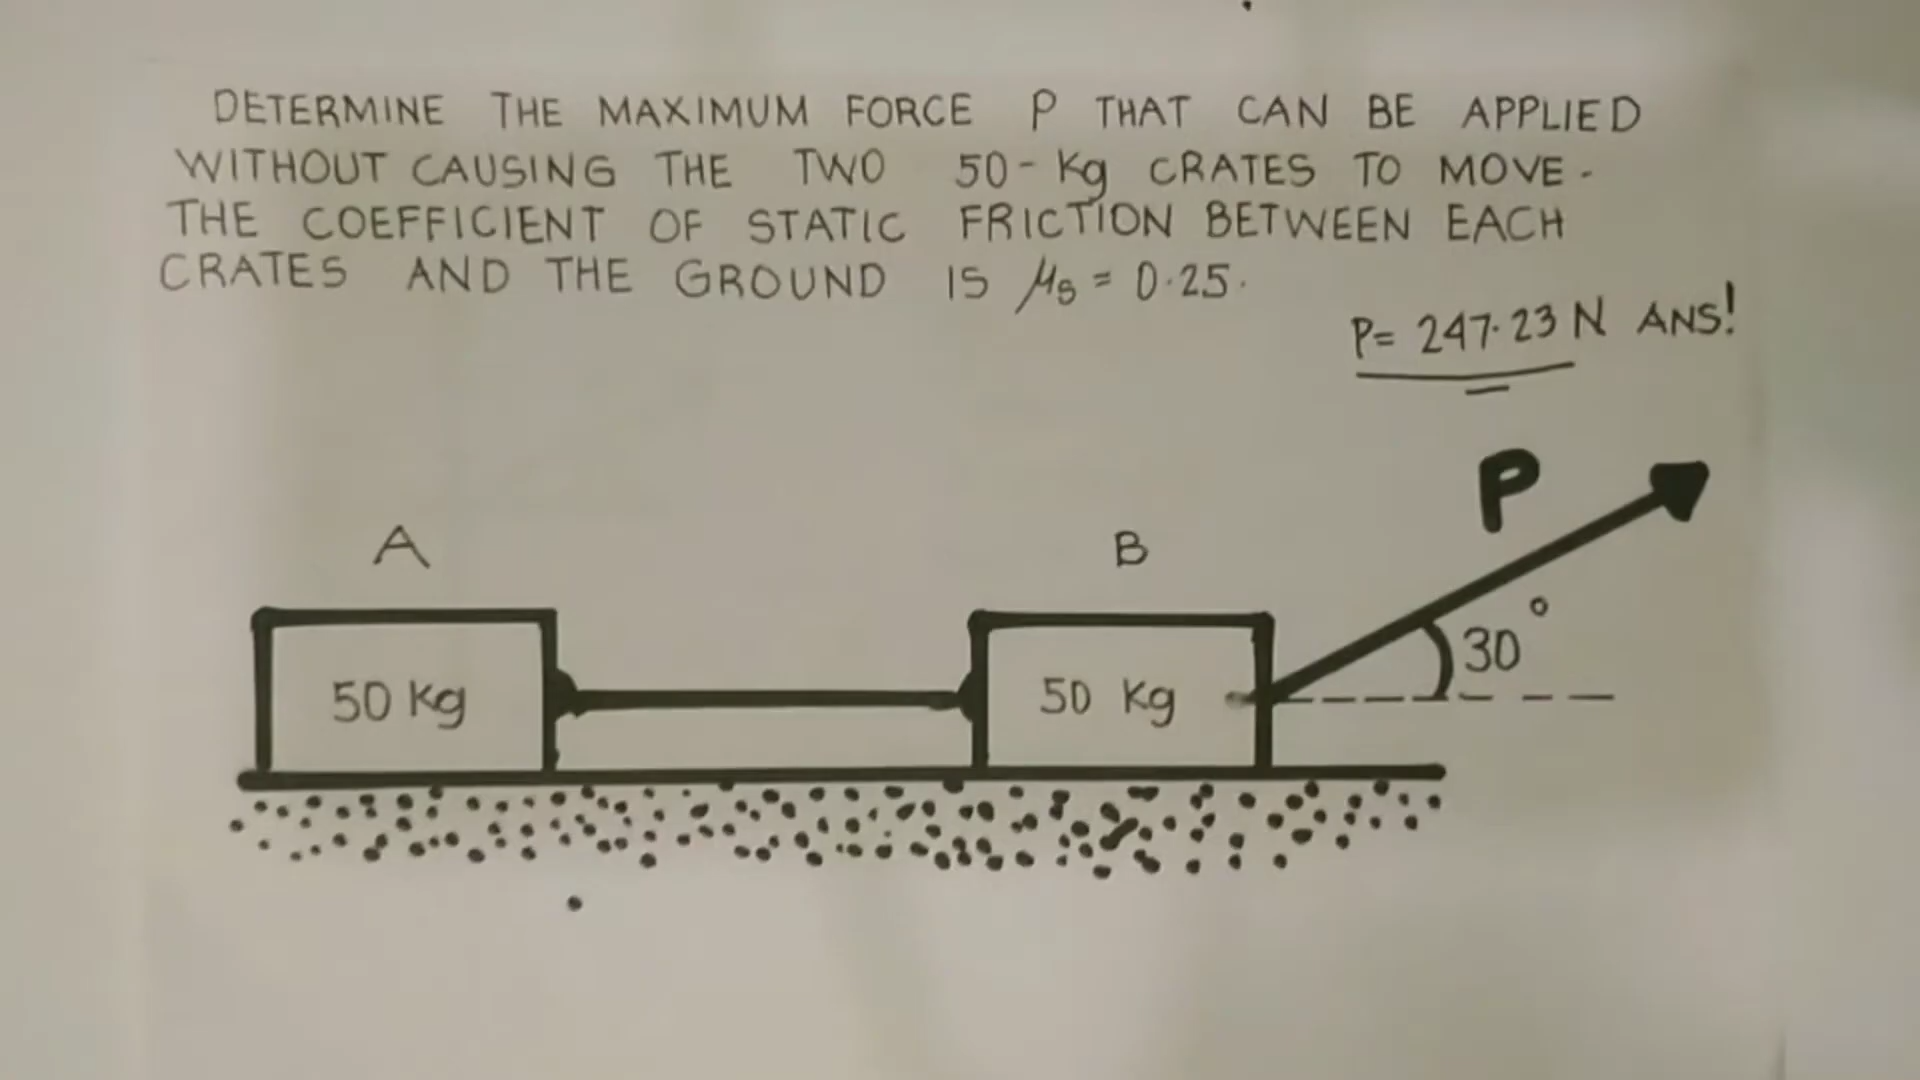 DETERMINE THE MAXIMUM FORCE P THAT CAN BE APPLIED
WITHOUT CAUSING THE TWO 50-Kg CRATES TO MOVE.
THE COEFFICIENT OF STATIC FRICTION BETWEEN EACH
CRATES AND THE GROUND IS μs = 0.25.
P= 247.23 N ANS!
P
A
B
30°
50 Kg
50 Kg